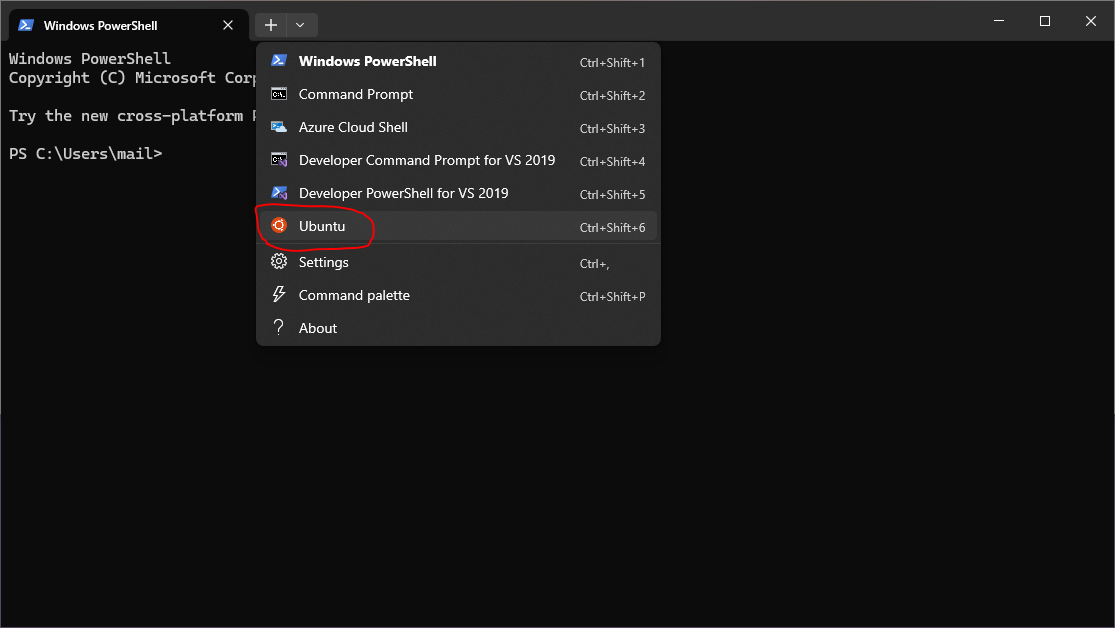 Windows PowerShell
Windows PowerShell
Copyright (C) Microsoft
Try the new cross-platform
PS C:\Users\mail>
Windows PowerShell Ctrl+Shift+1
Command Prompt Ctrl+Shift+2
Azure Cloud Shell Ctrl+Shift+3
Developer Command Prompt for VS 2019 Ctrl+Shift+4
Developer PowerShell for VS 2019 Ctrl+Shift+5
Ubuntu Ctrl+Shift+6
Settings Ctrl+,
Command palette Ctrl+Shift+P
About